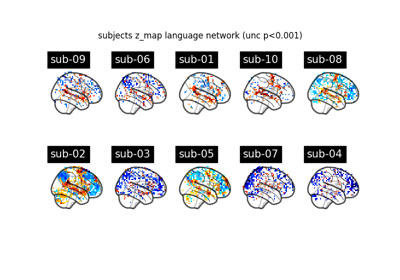 subjects z_map language network (unc p<0.001)
sub-09 sub-06 sub-01 sub-10 sub-08
sub-02 sub-03 sub-05 sub-07 sub-04